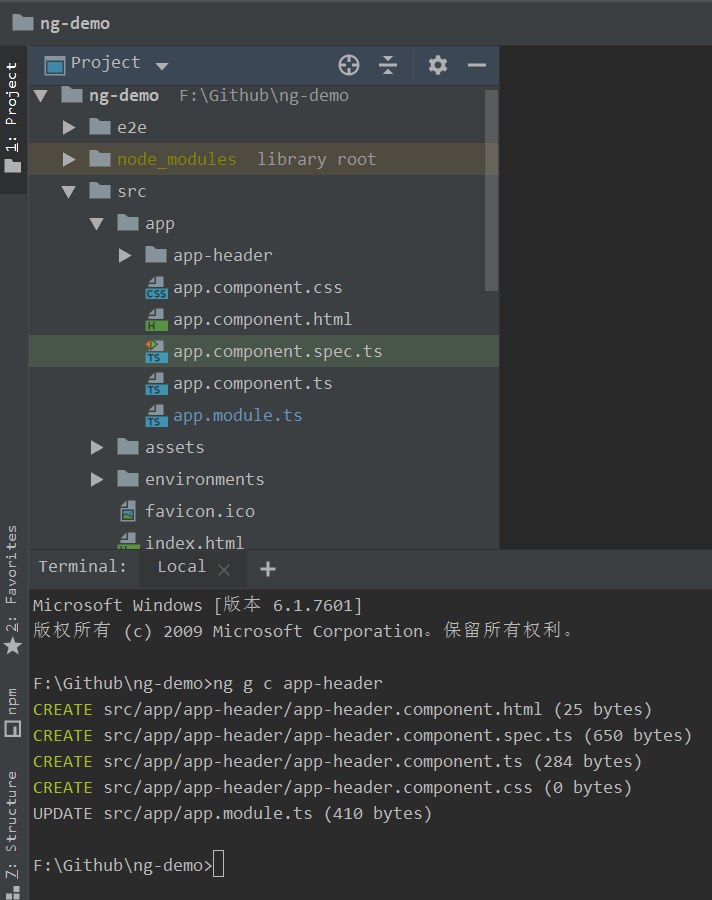 ng-demo
Project
1: Project
ng-demo F:\Github\ng-demo
e2e
node_modules library root
src
app
app-header
CSS app.component.css
H app.component.html
TS app.component.spec.ts
TS app.component.ts
TS app.module.ts
assets
environments
favicon.ico
index.html
2: Favorites
npm
Z: Structure
Terminal: Local
Microsoft Windows [版本 6.1.7601]
版权所有 (c) 2009 Microsoft Corporation。保留所有权利。
F:\Github\ng-demo>ng g c app-header
CREATE src/app/app-header/app-header.component.html (25 bytes)
CREATE src/app/app-header/app-header.component.spec.ts (650 bytes)
CREATE src/app/app-header/app-header.component.ts (284 bytes)
CREATE src/app/app-header/app-header.component.css (0 bytes)
UPDATE src/app/app.module.ts (410 bytes)
F:\Github\ng-demo>